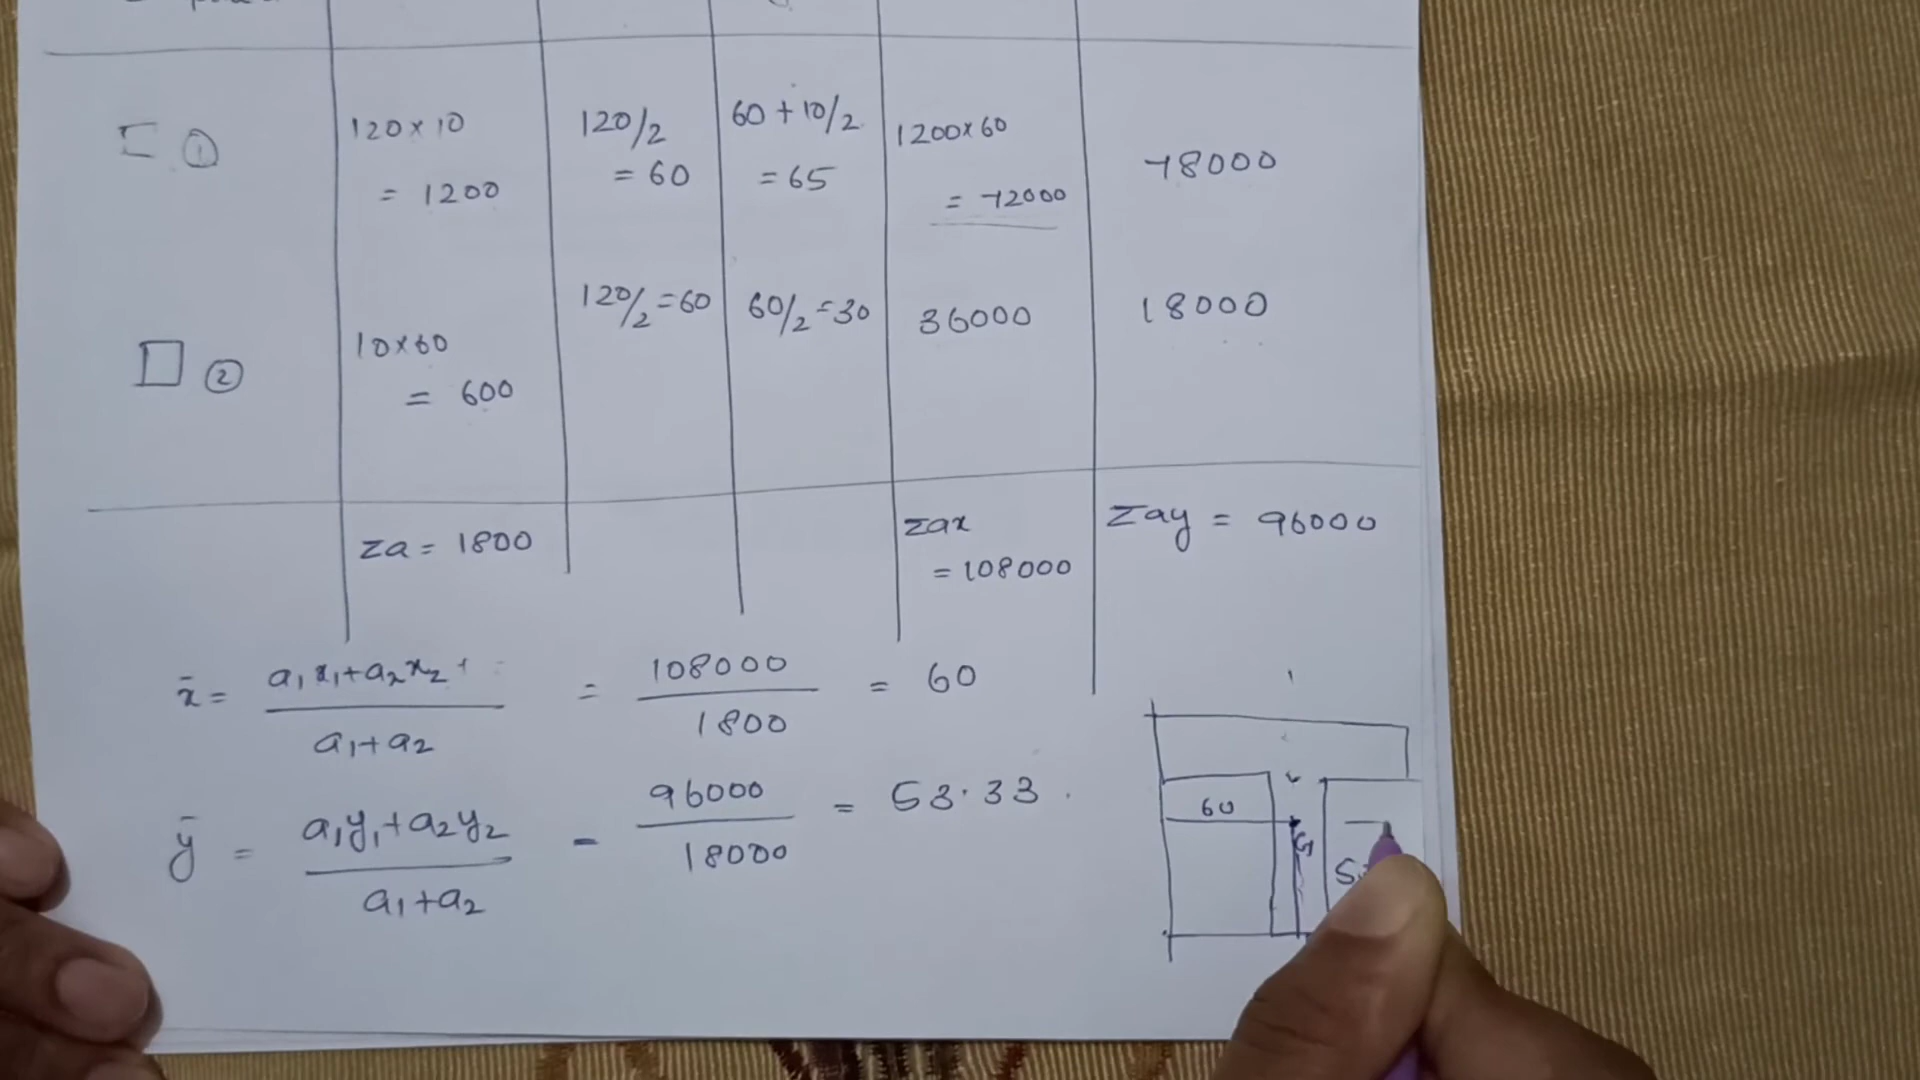 ① 120 × 10 120/2 60 + 10/2 1200 × 60 78000
= 1200 = 60 = 65 = 72000
② 10 × 60 120/2 = 60 60/2 = 30 36000 18000
= 600
Σa = 1800 Σax Σay = 96000
= 108000
x̄ = a₁x₁+a₂x₂+ / a₁+a₂ = 108000 / 1800 = 60
ȳ = a₁y₁+a₂y₂ / a₁+a₂ - 96000 / 18000 = 53.33
60
G